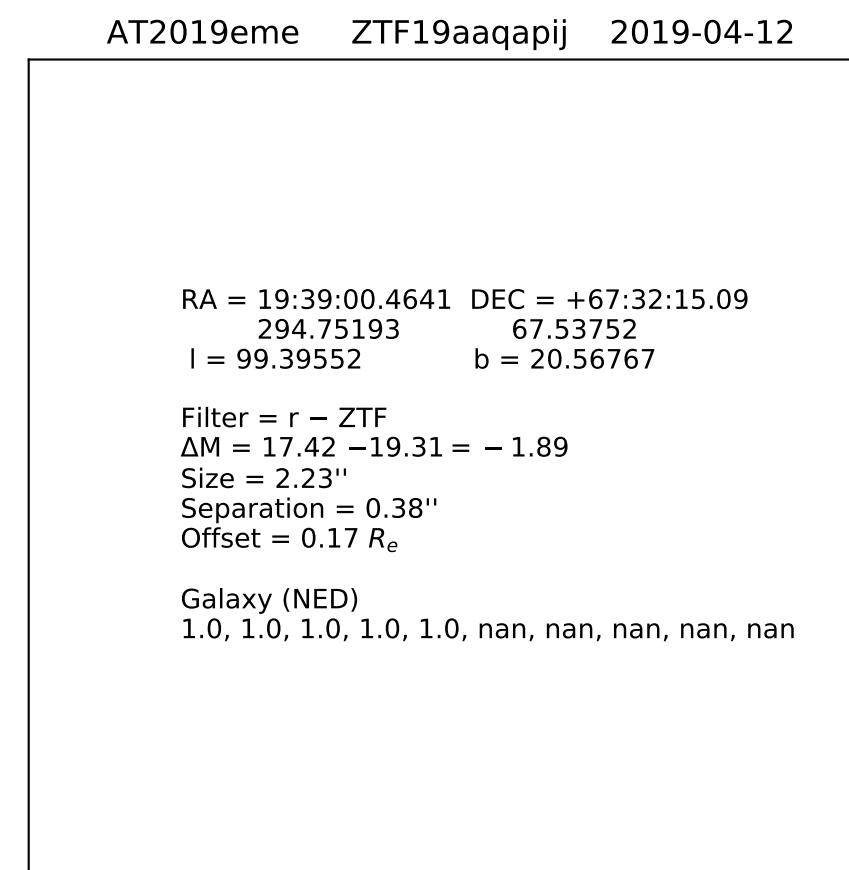 AT2019eme ZTF19aaqapij 2019-04-12
RA = 19:39:00.4641 DEC = +67:32:15.09
294.75193 67.53752
l = 99.39552 b = 20.56767
Filter = r − ZTF
ΔM = 17.42 −19.31 = − 1.89
Size = 2.23''
Separation = 0.38''
Offset = 0.17 Re
Galaxy (NED)
1.0, 1.0, 1.0, 1.0, 1.0, nan, nan, nan, nan, nan